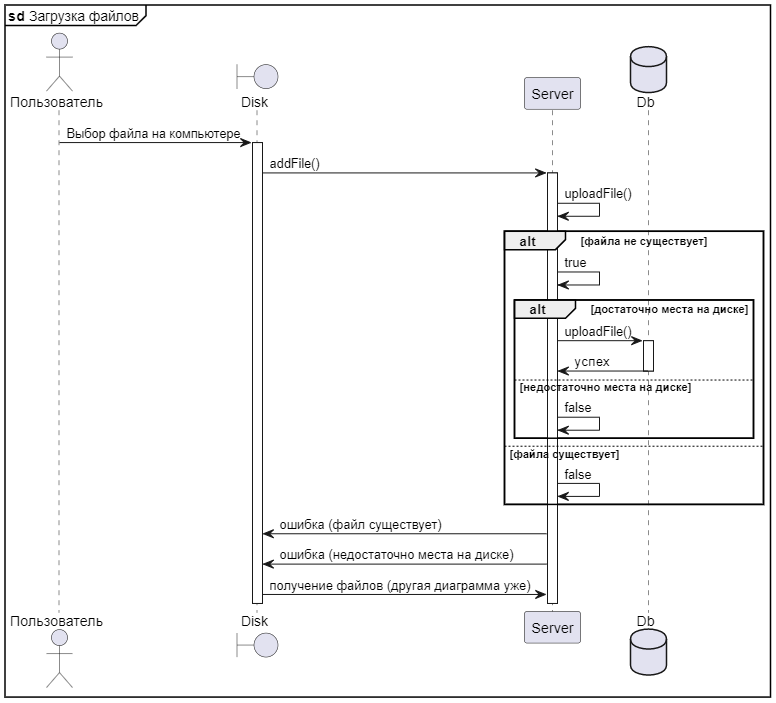 sd Загрузка файлов
Пользователь
Disk
Server
Db
Выбор файла на компьютере
addFile()
uploadFile()
alt [файла не существует]
true
alt [достаточно места на диске]
uploadFile()
успех
[недостаточно места на диске]
false
[файла существует]
false
ошибка (файл существует)
ошибка (недостаточно места на диске)
получение файлов (другая диаграмма уже)
Пользователь
Disk
Server
Db